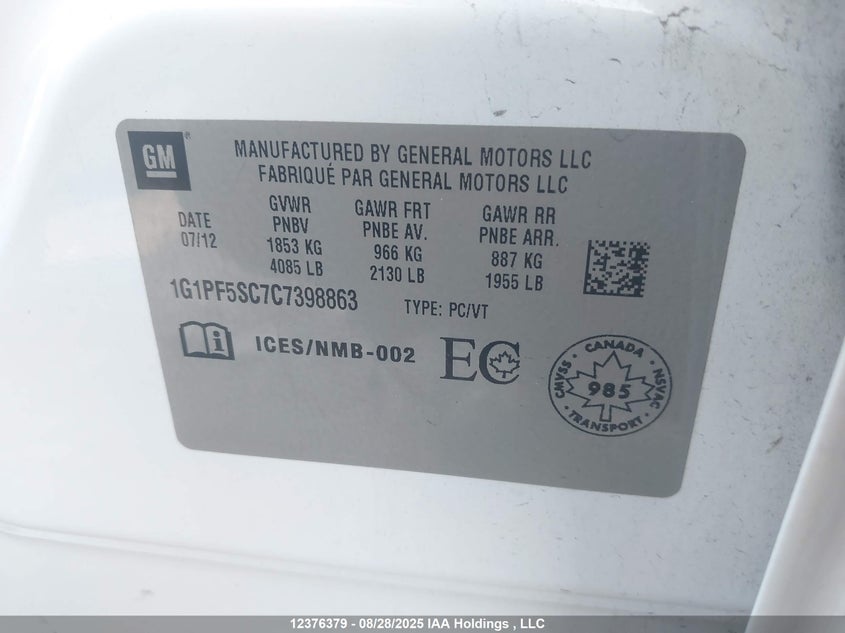 GM ®
MANUFACTURED BY GENERAL MOTORS LLC
FABRIQUÉ PAR GENERAL MOTORS LLC
DATE
07/12
GVWR
PNBV
1853 KG
4085 LB
GAWR FRT
PNBE AV.
966 KG
2130 LB
GAWR RR
PNBE ARR.
887 KG
1955 LB
1G1PF5SC7C7398863
TYPE: PC/VT
i
ICES/NMB-002
EC
CANADA
CMVSS
985
NSVAC
TRANSPORT
12376379 - 08/28/2025 IAA Holdings , LLC